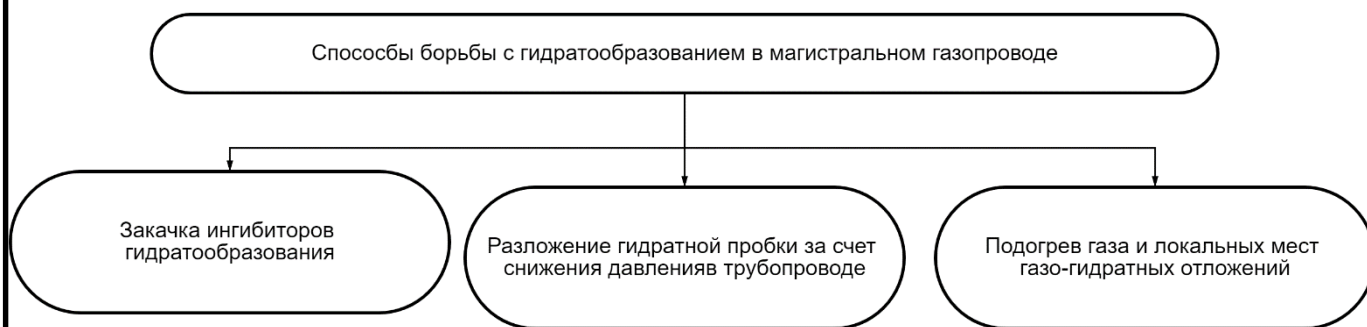 Спососбы борьбы с гидратообразованием в магистральном газопроводе
Закачка ингибиторов
гидратообразования
Разложение гидратной пробки за счет
снижения давленияв трубопроводе
Подогрев газа и локальных мест
газо-гидратных отложений